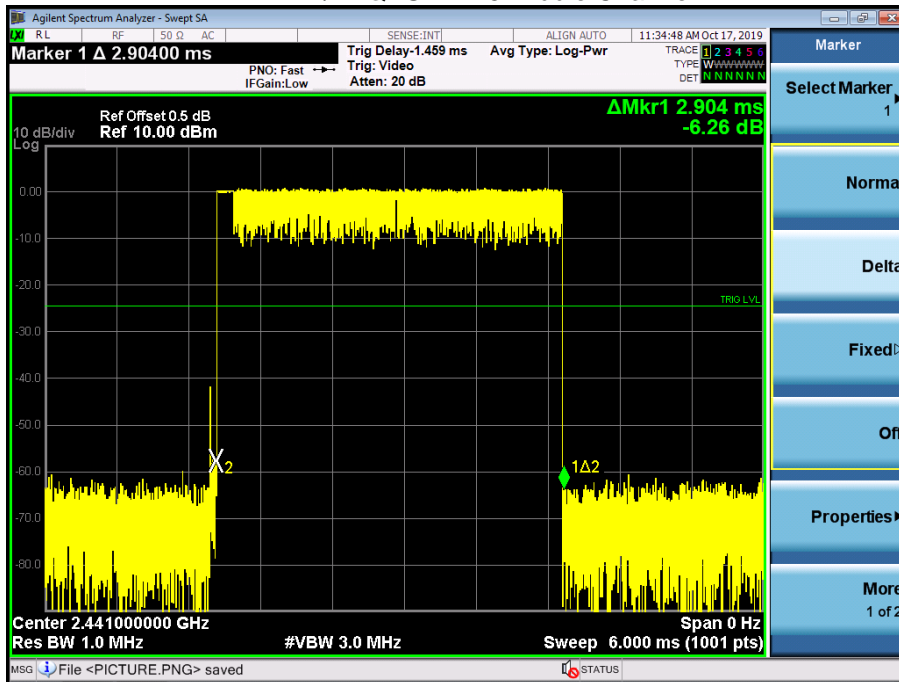 Agilent Spectrum Analyzer - Swept SA
LXI RL RF 50 Ω AC SENSE:INT ALIGN AUTO 11:34:48 AM Oct 17, 2019
Marker 1 Δ 2.90400 ms
PNO: Fast
IFGain:Low
Trig Delay-1.459 ms
Trig: Video
Atten: 20 dB
Avg Type: Log-Pwr
TRACE 1 2 3 4 5 6
TYPE WWWWWW
DET N N N N N N
Ref Offset 0.5 dB
10 dB/div Ref 10.00 dBm
Log
ΔMkr1 2.904 ms
-6.26 dB
0.00
-10.0
-20.0
-30.0
-40.0
-50.0
-60.0
-70.0
-80.0
TRIG LVL
2
1Δ2
Center 2.441000000 GHz Span 0 Hz
Res BW 1.0 MHz #VBW 3.0 MHz Sweep 6.000 ms (1001 pts)
MSG File <PICTURE.PNG> saved STATUS
Marker
Select Marker
1
Norma
Delta
Fixed
Off
Properties
More
1 of 2